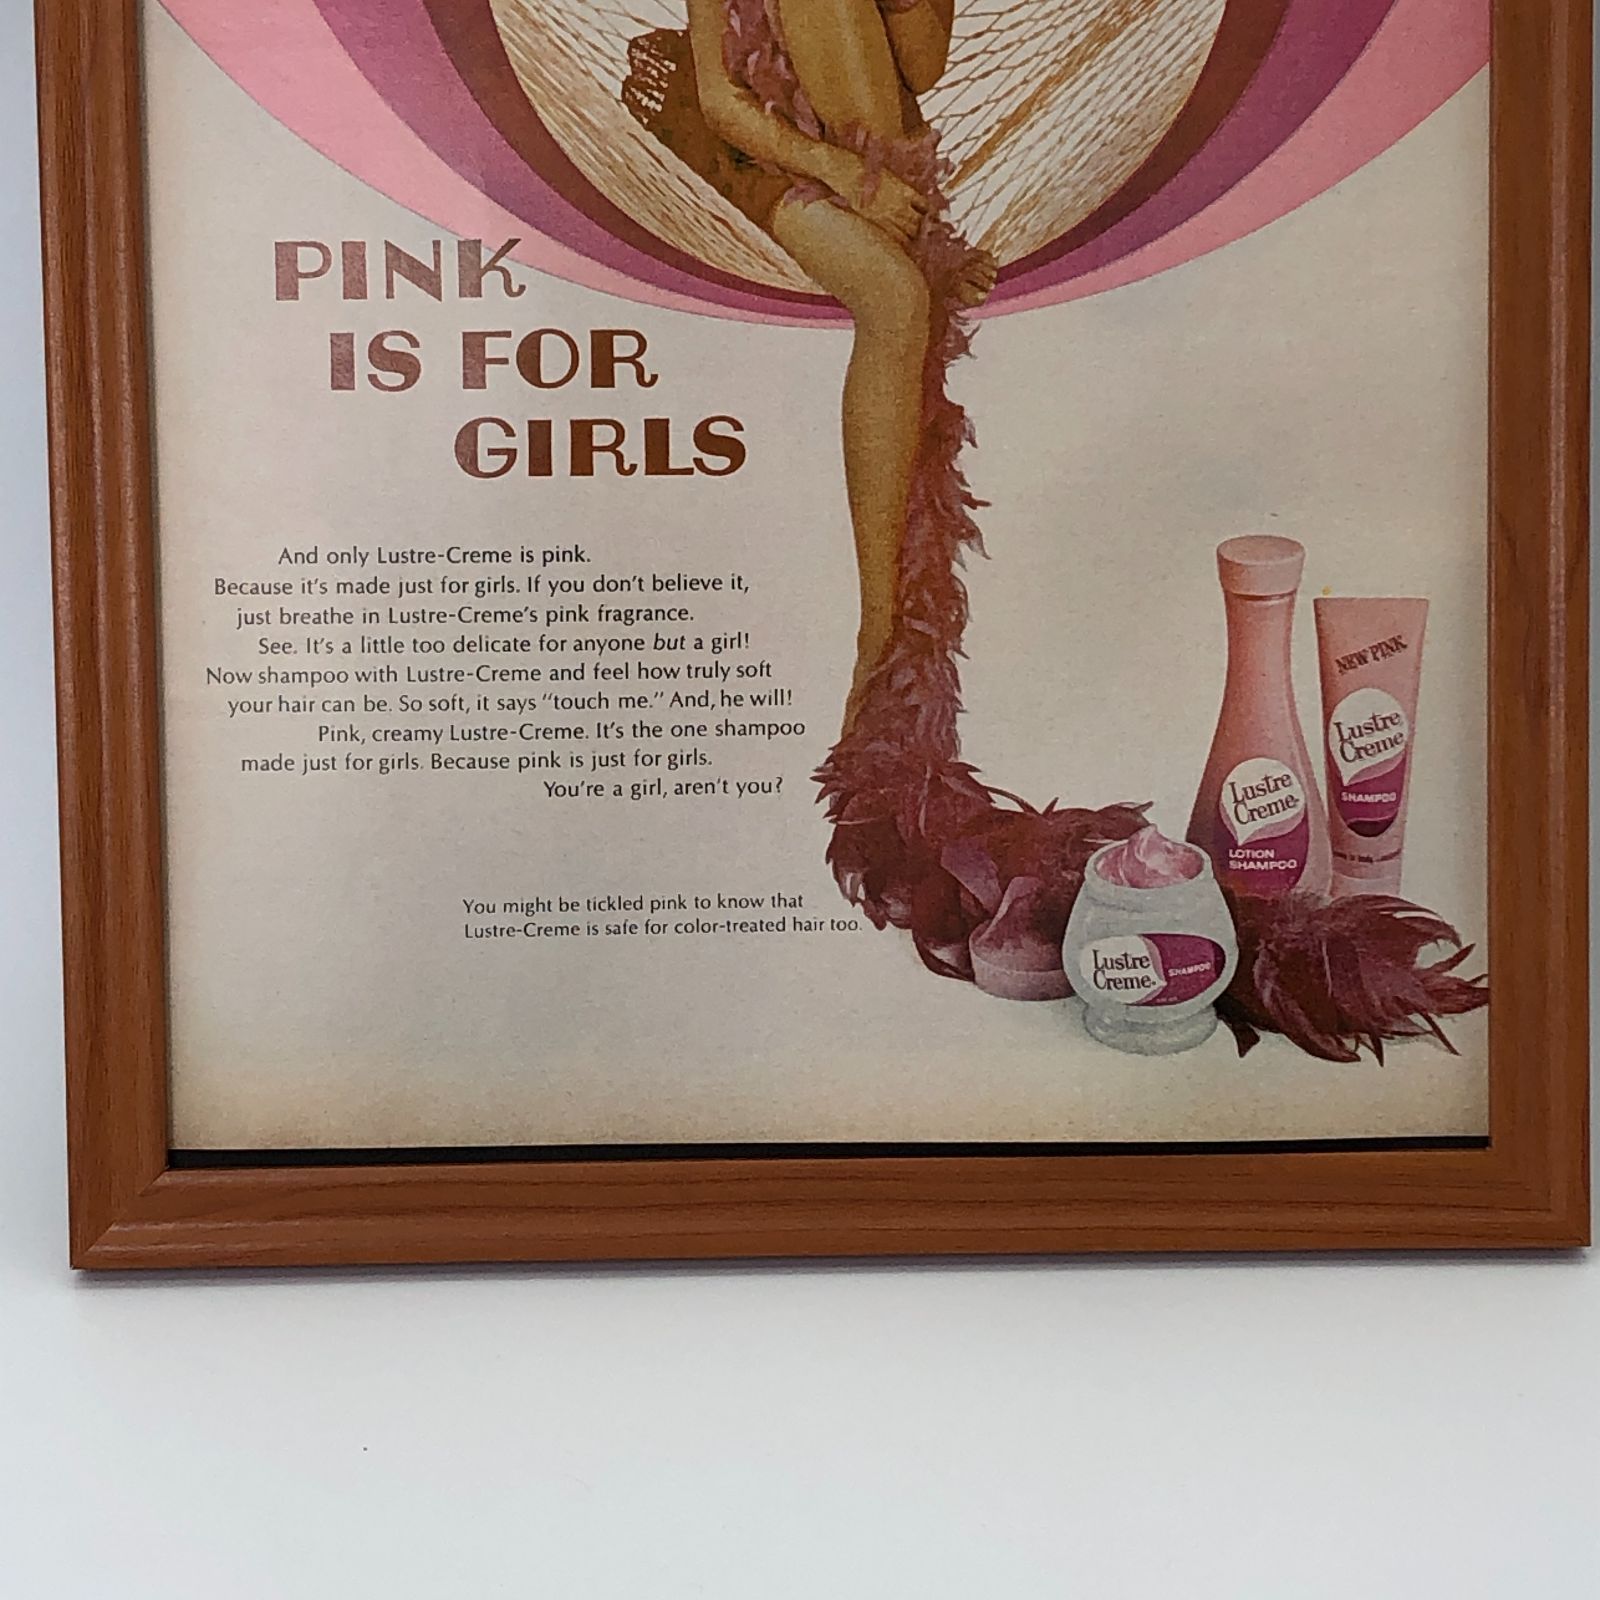 PINK
IS FOR
GIRLS
And only Lustre-Creme is pink.
Because it's made just for girls. If you don't believe it,
just breathe in Lustre-Creme's pink fragrance.
See. It's a little too delicate for anyone but a girl!
Now shampoo with Lustre-Creme and feel how truly soft
your hair can be. So soft, it says "touch me." And, he will!
Pink, creamy Lustre-Creme. It's the one shampoo
made just for girls. Because pink is just for girls.
You're a girl, aren't you?
You might be tickled pink to know that
Lustre-Creme is safe for color-treated hair too.
NEW PINK
Lustre
Creme
SHAMPOO
Lustre
Creme
LOTION
SHAMPOO
Lustre
Creme
SHAMPOO